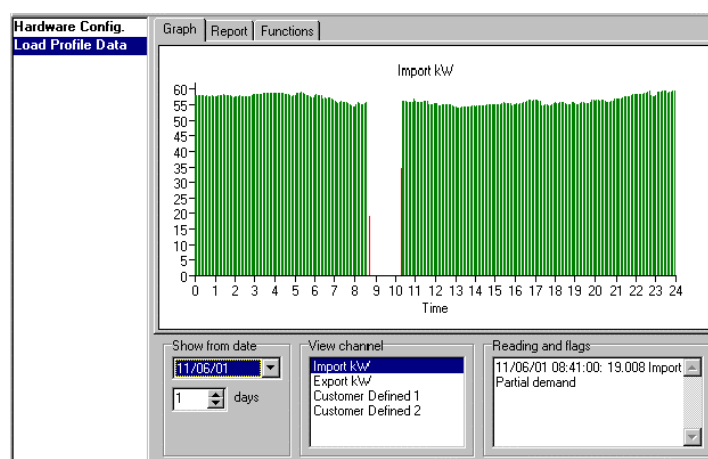 Hardware Config.
Load Profile Data
Graph
Report
Functions
Import kW
60
55
50
45
40
35
30
25
20
15
10
5
0
0 1 2 3 4 5 6 7 8 9 10 11 12 13 14 15 16 17 18 19 20 21 22 23 24
Time
Show from date
11/06/01
1 days
View channel
Import kW
Export kW
Customer Defined 1
Customer Defined 2
Reading and flags
11/06/01 08:41:00: 19.008 Import
Partial demand